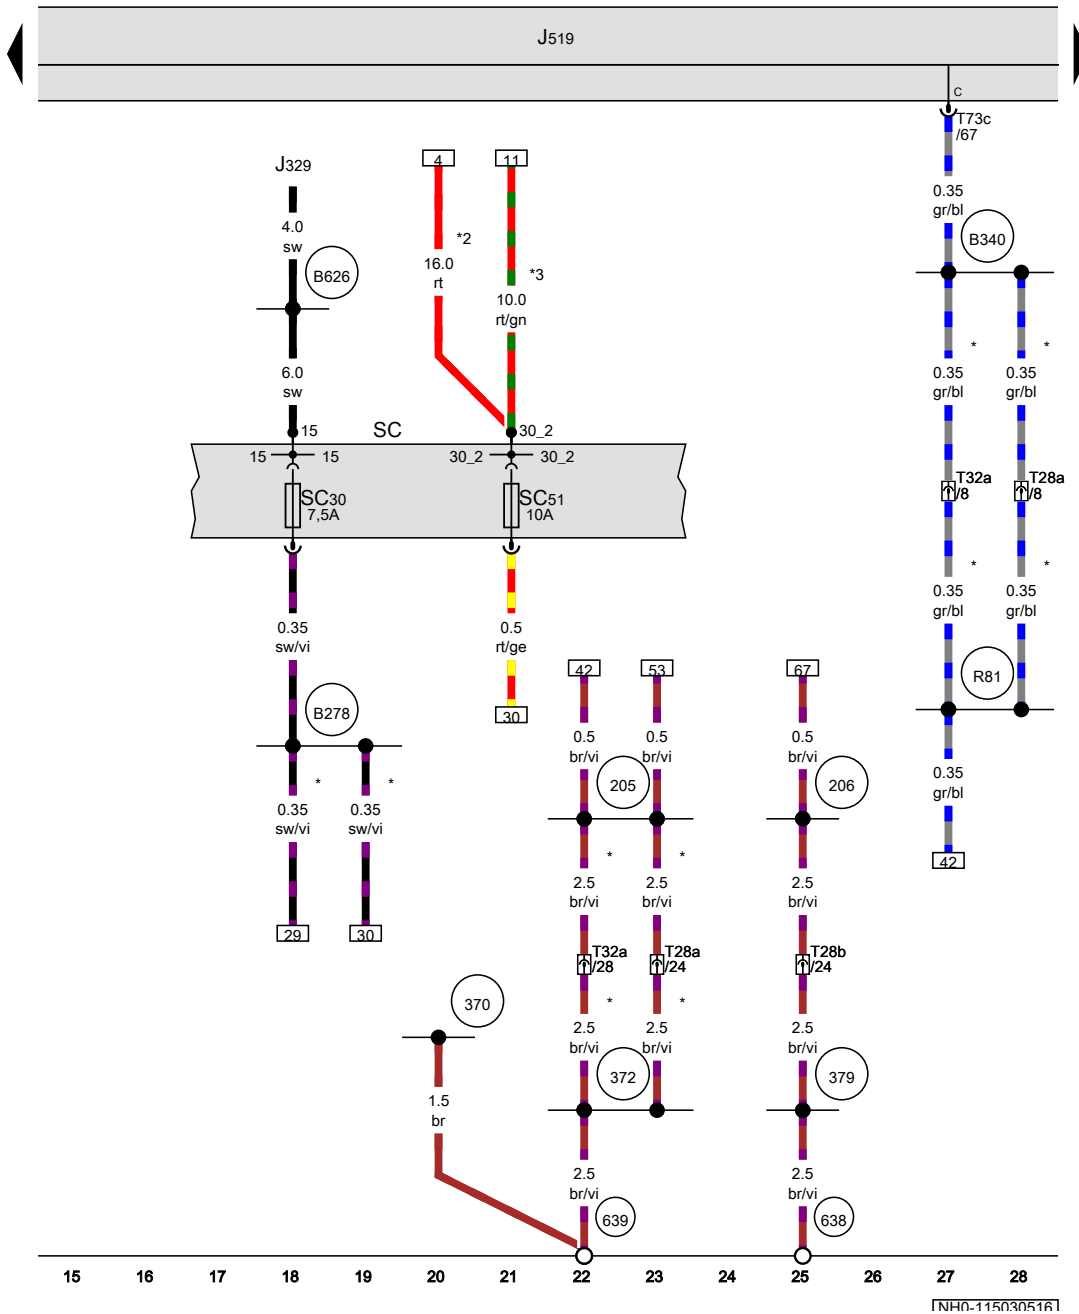 J519
C
T73c
/67
J329
4
11
0.35
gr/bl
4.0
sw
*2
B340
16.0
rt
*3
B626
10.0
rt/gn
*
*
6.0
sw
0.35
gr/bl
0.35
gr/bl
15
SC
30_2
15
15
30_2
30_2
T32a
/8
T28a
/8
SC30
7,5A
SC51
10A
*
*
0.35
gr/bl
0.35
gr/bl
0.35
sw/vi
0.5
rt/ge
42
53
67
R81
B278
30
0.5
br/vi
0.5
br/vi
0.5
br/vi
*
*
205
206
0.35
gr/bl
0.35
sw/vi
0.35
sw/vi
*
*
42
2.5
br/vi
2.5
br/vi
2.5
br/vi
29
30
T32a
/28
T28a
/24
T28b
/24
370
*
*
2.5
br/vi
2.5
br/vi
2.5
br/vi
372
379
1.5
br
2.5
br/vi
2.5
br/vi
639
638
15 16 17 18 19 20 21 22 23 24 25 26 27 28
NH0-115030516